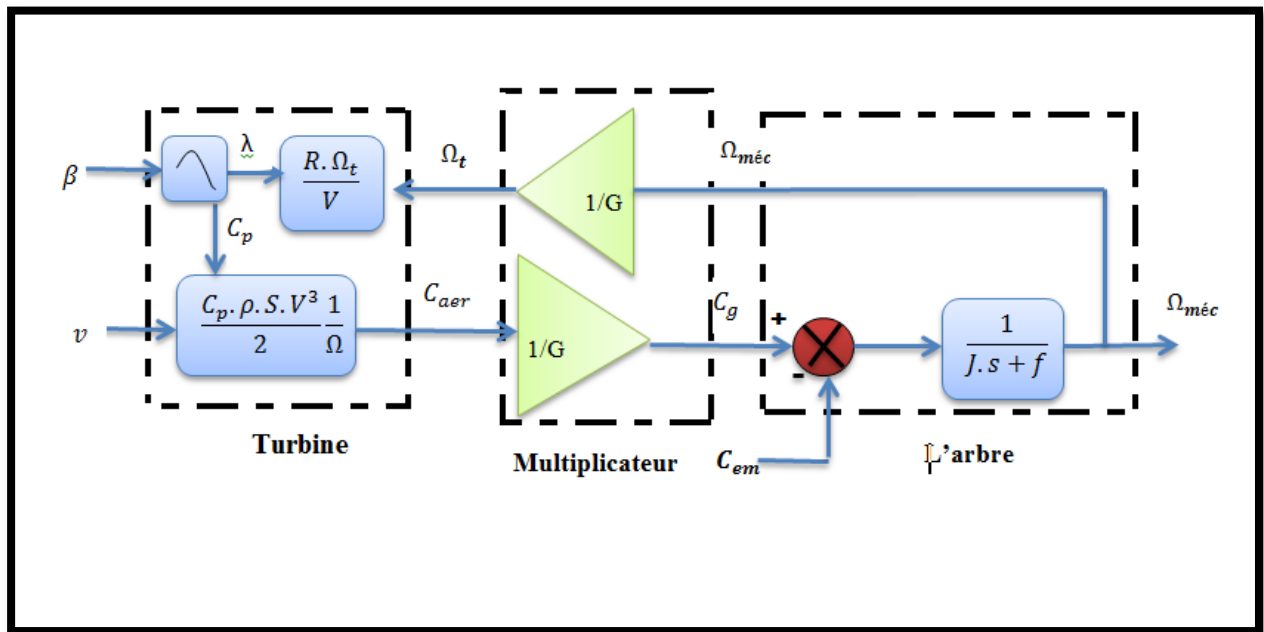 β
λ
R.Ω_t
V
Ω_t
1/G
Ω_méc
C_p
v
C_p.ρ.S.V³ 1
2 Ω
C_aer
1/G
C_g
+
-
1
J.s + f
Ω_méc
Turbine
Multiplicateur
C_em
L'arbre